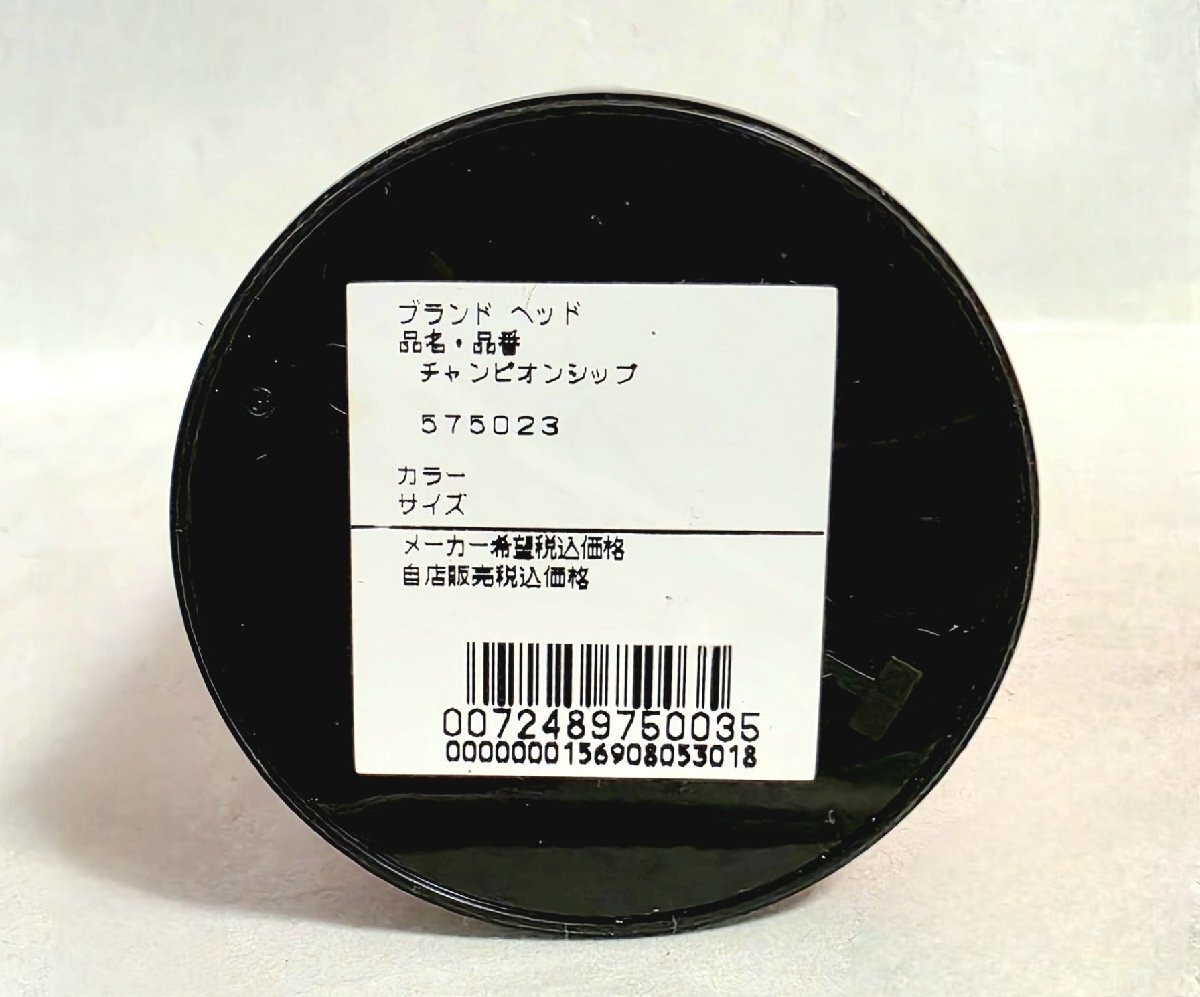 ブランド ヘッド
品名・品番
チャンピオンシップ
575023
カラー
サイズ
メーカー希望税込価格
自店販売税込価格
0072489750035
0000000156908053018